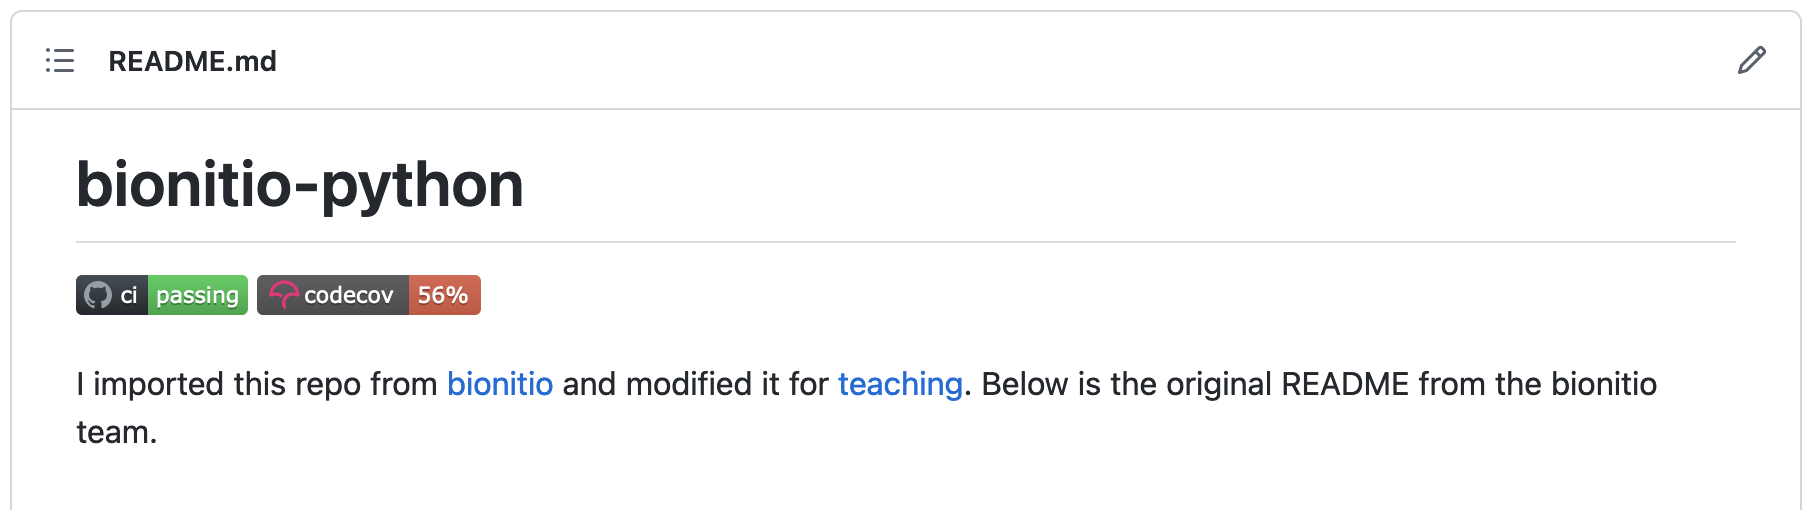 README.md
bionitio-python
ci passing codecov 56%
I imported this repo from bionitio and modified it for teaching. Below is the original README from the bionitio
team.